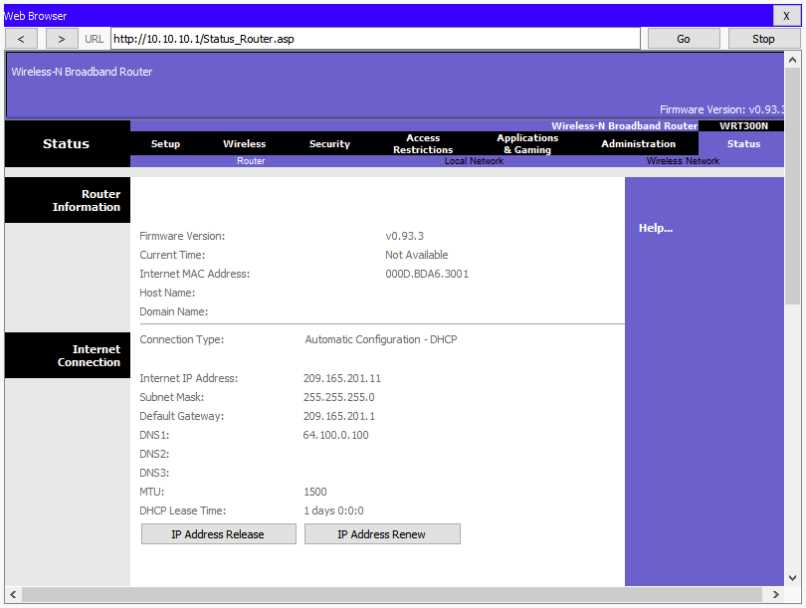 Web Browser X
< > URL http://10.10.10.1/Status_Router.asp Go Stop
Wireless-N Broadband Router
Firmware Version: v0.93.3
Wireless-N Broadband Router WRT300N
Status
Setup Wireless Security Access Restrictions Applications & Gaming Administration Status
Router Local Network Wireless Network
Router Information
Help...
Firmware Version: v0.93.3
Current Time: Not Available
Internet MAC Address: 000D.BDA6.3001
Host Name:
Domain Name:
Internet Connection
Connection Type: Automatic Configuration - DHCP
Internet IP Address: 209.165.201.11
Subnet Mask: 255.255.255.0
Default Gateway: 209.165.201.1
DNS1: 64.100.0.100
DNS2:
DNS3:
MTU: 1500
DHCP Lease Time: 1 days 0:0:0
IP Address Release IP Address Renew